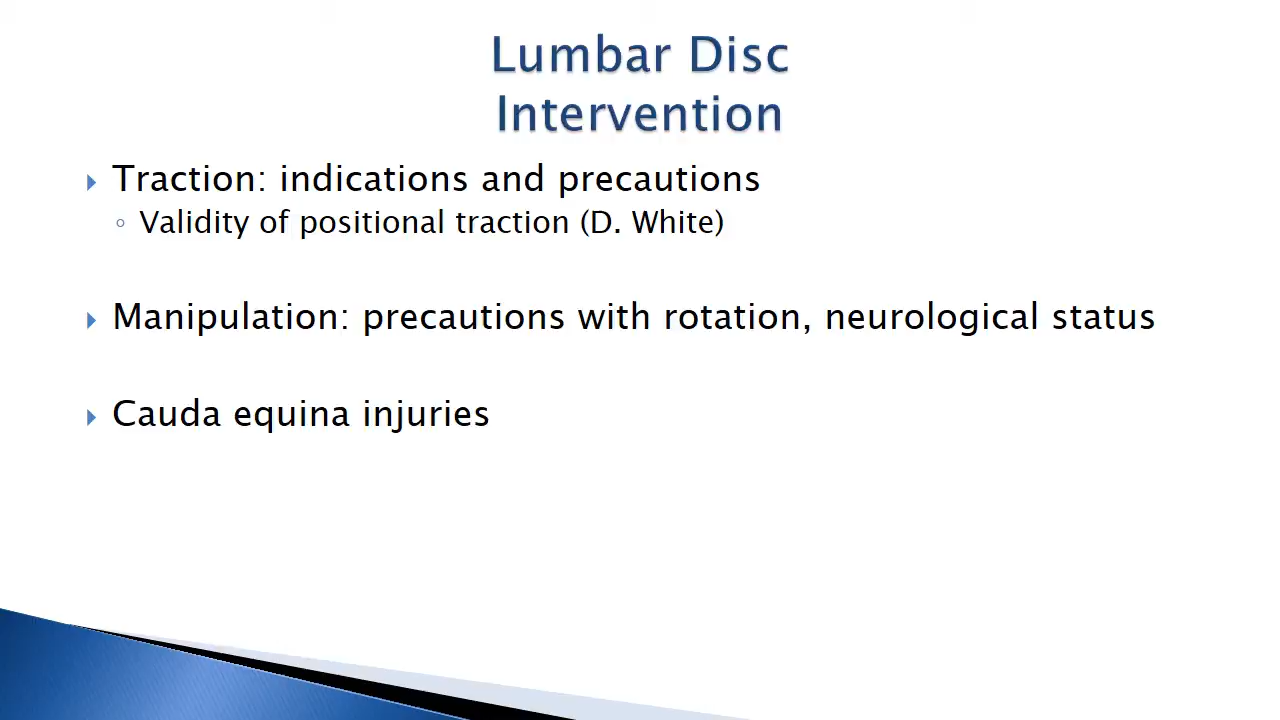 Lumbar Disc
Intervention
Traction: indications and precautions
Validity of positional traction (D. White)
Manipulation: precautions with rotation, neurological status
Cauda equina injuries